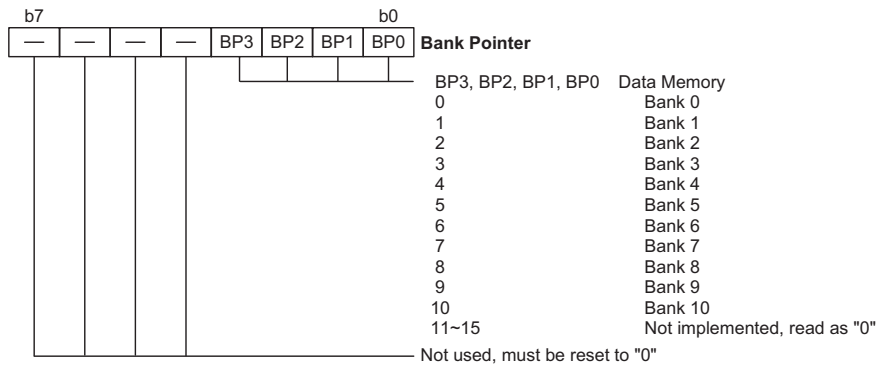 b7 b0
— — — — BP3 BP2 BP1 BP0 Bank Pointer
BP3, BP2, BP1, BP0 Data Memory
0 Bank 0
1 Bank 1
2 Bank 2
3 Bank 3
4 Bank 4
5 Bank 5
6 Bank 6
7 Bank 7
8 Bank 8
9 Bank 9
10 Bank 10
11~15 Not implemented, read as "0"
Not used, must be reset to "0"